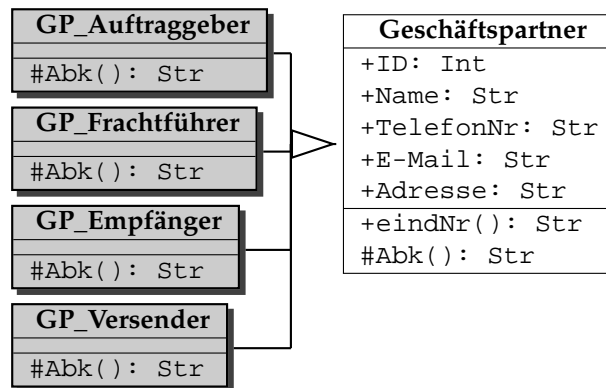 GP_Auftraggeber
#Abk(): Str
GP_Frachtführer
#Abk(): Str
GP_Empfänger
#Abk(): Str
GP_Versender
#Abk(): Str
Geschäftspartner
+ID: Int
+Name: Str
+TelefonNr: Str
+E-Mail: Str
+Adresse: Str
+eindNr(): Str
#Abk(): Str